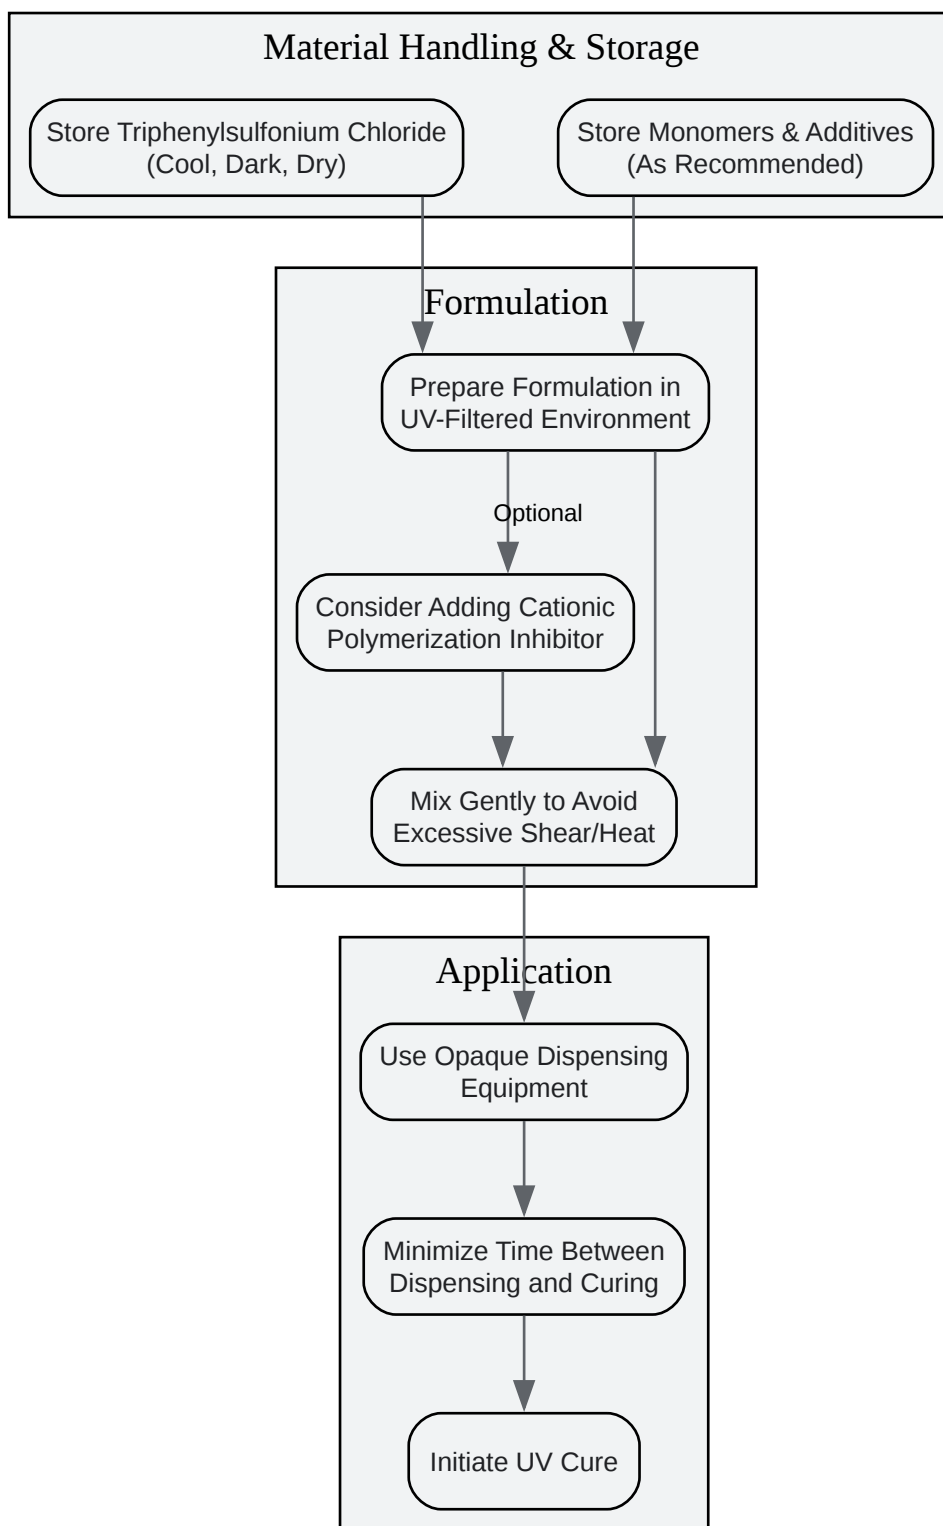 Material Handling & Storage
Store Triphenylsulfonium Chloride
(Cool, Dark, Dry)
Store Monomers & Additives
(As Recommended)
Formulation
Prepare Formulation in
UV-Filtered Environment
Optional
Consider Adding Cationic
Polymerization Inhibitor
Mix Gently to Avoid
Excessive Shear/Heat
Application
Use Opaque Dispensing
Equipment
Minimize Time Between
Dispensing and Curing
Initiate UV Cure